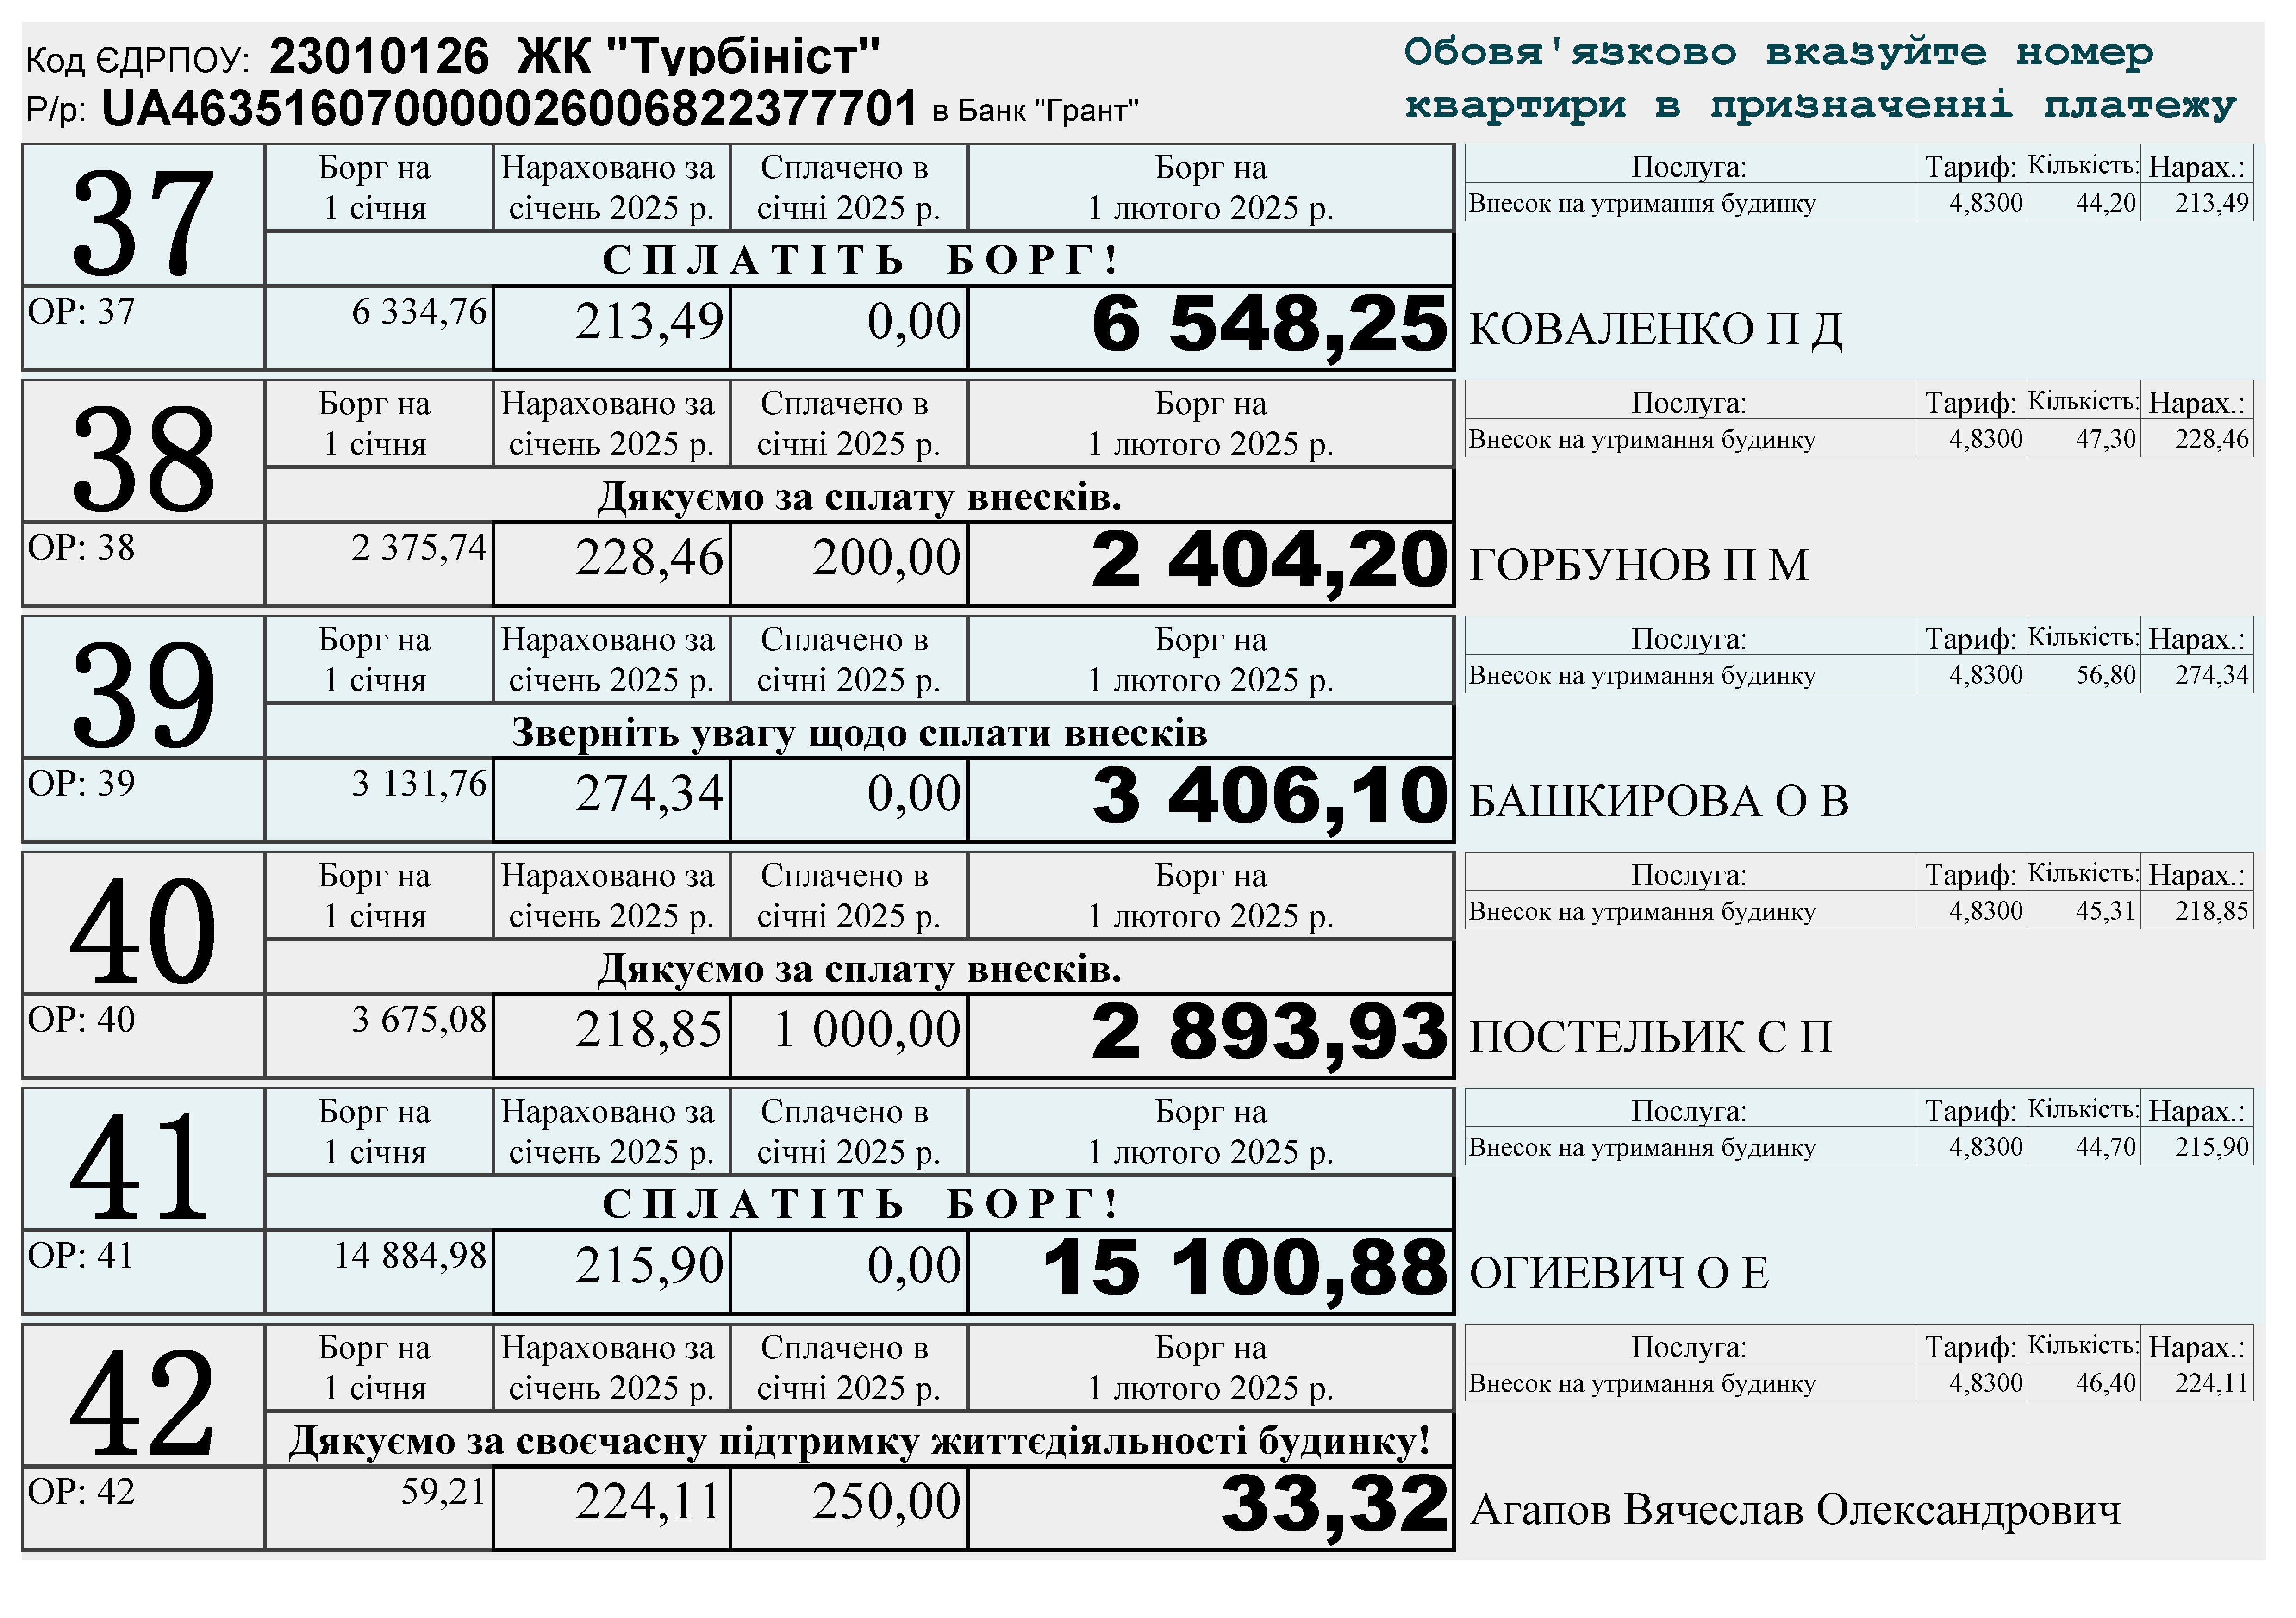 Код ЄДРПОУ: 23010126 ЖК "Турбініст"
Р/р: UA463516070000026006822377701 в Банк "Грант"
Обовя'язково вказуйте номер
квартири в призначенні платежу
37
Борг на
1 січня
Нараховано за
січень 2025 р.
Сплачено в
січні 2025 р.
Борг на
1 лютого 2025 р.
Послуга: Тариф: Кількість: Нарах.:
Внесок на утримання будинку 4,8300 44,20 213,49
СПЛАТІТЬ БОРГ!
ОР: 37 6 334,76 213,49 0,00 6 548,25 КОВАЛЕНКО П Д
38
Борг на
1 січня
Нараховано за
січень 2025 р.
Сплачено в
січні 2025 р.
Борг на
1 лютого 2025 р.
Послуга: Тариф: Кількість: Нарах.:
Внесок на утримання будинку 4,8300 47,30 228,46
Дякуємо за сплату внесків.
ОР: 38 2 375,74 228,46 200,00 2 404,20 ГОРБУНОВ П М
39
Борг на
1 січня
Нараховано за
січень 2025 р.
Сплачено в
січні 2025 р.
Борг на
1 лютого 2025 р.
Послуга: Тариф: Кількість: Нарах.:
Внесок на утримання будинку 4,8300 56,80 274,34
Зверніть увагу щодо сплати внесків
ОР: 39 3 131,76 274,34 0,00 3 406,10 БАШКИРОВА О В
40
Борг на
1 січня
Нараховано за
січень 2025 р.
Сплачено в
січні 2025 р.
Борг на
1 лютого 2025 р.
Послуга: Тариф: Кількість: Нарах.:
Внесок на утримання будинку 4,8300 45,31 218,85
Дякуємо за сплату внесків.
ОР: 40 3 675,08 218,85 1 000,00 2 893,93 ПОСТЕЛЬИК С П
41
Борг на
1 січня
Нараховано за
січень 2025 р.
Сплачено в
січні 2025 р.
Борг на
1 лютого 2025 р.
Послуга: Тариф: Кількість: Нарах.:
Внесок на утримання будинку 4,8300 44,70 215,90
СПЛАТІТЬ БОРГ!
ОР: 41 14 884,98 215,90 0,00 15 100,88 ОГИЕВИЧ О Е
42
Борг на
1 січня
Нараховано за
січень 2025 р.
Сплачено в
січні 2025 р.
Борг на
1 лютого 2025 р.
Послуга: Тариф: Кількість: Нарах.:
Внесок на утримання будинку 4,8300 46,40 224,11
Дякуємо за своєчасну підтримку життєдіяльності будинку!
ОР: 42 59,21 224,11 250,00 33,32 Агапов Вячеслав Олександрович